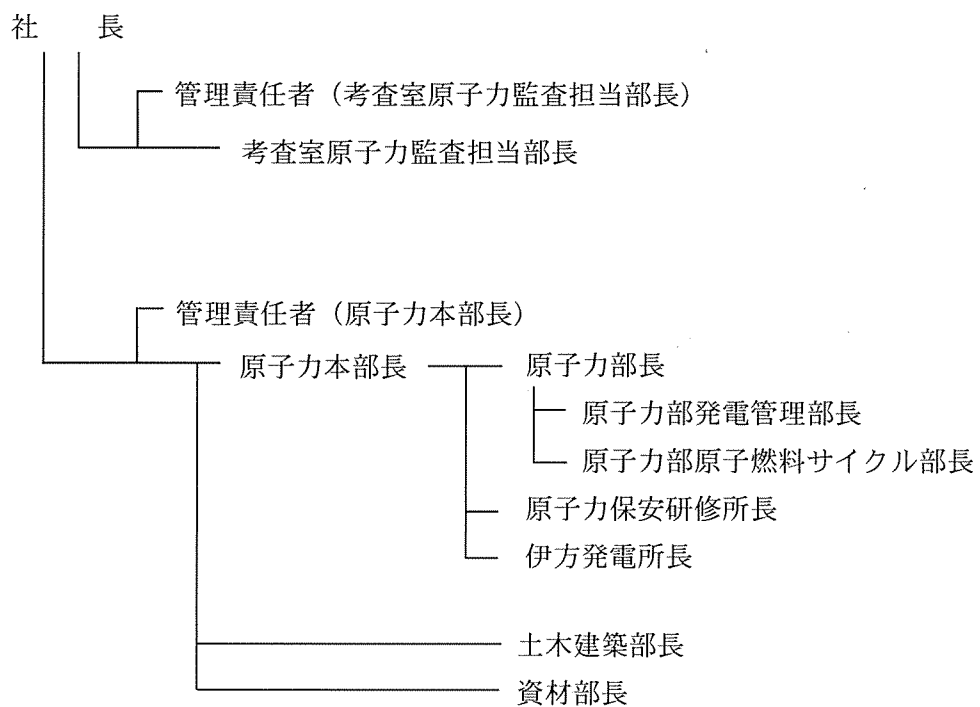 社　　長
管理責任者（考査室原子力監査担当部長）
考査室原子力監査担当部長
管理責任者（原子力本部長）
原子力本部長
原子力部長
原子力部発電管理部長
原子力部原子燃料サイクル部長
原子力保安研修所長
伊方発電所長
土木建築部長
資材部長